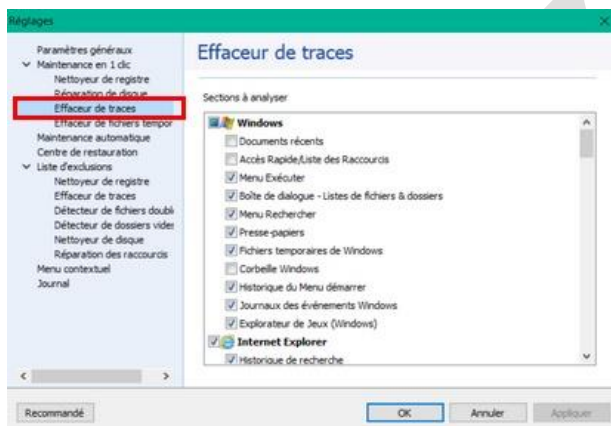 Réglages
Paramètres généraux
Maintenance en 1 clic
Nettoyeur de registre
Réparation de disque
Effaceur de traces
Effaceur de fichiers tempor
Maintenance automatique
Centre de restauration
Liste d'exclusions
Nettoyeur de registre
Effaceur de traces
Détecteur de fichiers doubl
Détecteur de dossiers vides
Nettoyeur de disque
Réparation des raccourcis
Menu contextuel
Journal
Effaceur de traces
Sections à analyser
Windows
Documents récents
Accès Rapide/Liste des Raccourcis
Menu Exécuter
Boîte de dialogue - Listes de fichiers & dossiers
Menu Rechercher
Presse-papiers
Fichiers temporaires de Windows
Corbeille Windows
Historique du Menu démarrer
Journaux des événements Windows
Explorateur de Jeux (Windows)
Internet Explorer
Historique de recherche
Recommandé
OK
Annuler
Appliquer